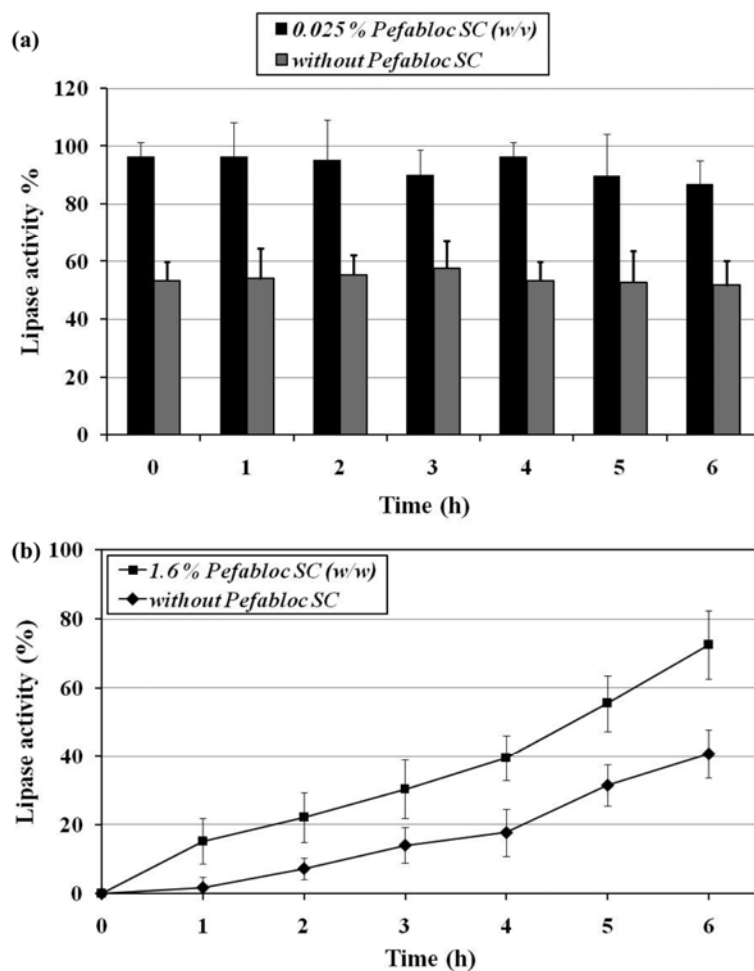 (a)
0.025% Pefabloc SC (w/v)
without Pefabloc SC
120
100
80
60
40
20
0
Lipase activity %
0 1 2 3 4 5 6
Time (h)
(b)
100
80
60
40
20
0
1.6% Pefabloc SC (w/w)
without Pefabloc SC
Lipase activity (%)
0 1 2 3 4 5 6
Time (h)